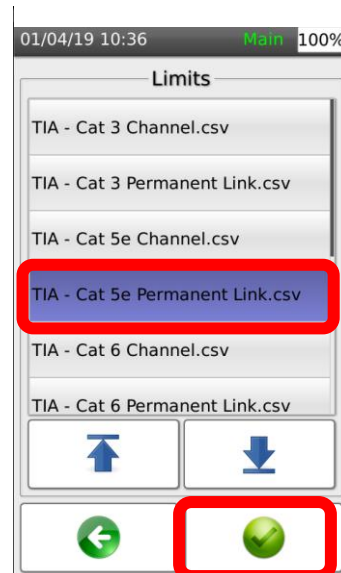 01/04/19 10:36 Main 100%
Limits
TIA - Cat 3 Channel.csv
TIA - Cat 3 Permanent Link.csv
TIA - Cat 5e Channel.csv
TIA - Cat 5e Permanent Link.csv
TIA - Cat 6 Channel.csv
TIA - Cat 6 Permanent Link.csv